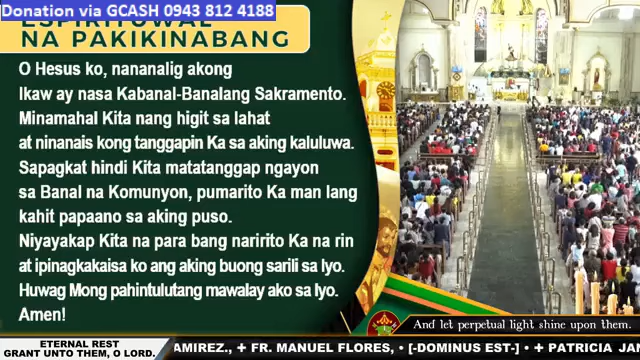 Donation via GCASH 0943 812 4188
ESPIRITUWAL
NA PAKIKINABANG
O Hesus ko, nananalig akong
Ikaw ay nasa Kabanal-Banalang Sakramento.
Minamahal Kita nang higit sa lahat
at ninanais kong tanggapin Ka sa aking kaluluwa.
Sapagkat hindi Kita matatanggap ngayon
sa Banal na Komunyon, pumarito Ka man lang
kahit papaano sa aking puso.
Niyayakap Kita na para bang naririto Ka na rin
at ipinagkakaisa ko ang aking buong sarili sa Iyo.
Huwag Mong pahintulutang mawalay ako sa Iyo.
Amen!
And let perpetual light shine upon them.
ETERNAL REST
GRANT UNTO THEM, O LORD.
AMIREZ., + FR. MANUEL FLORES, • [-DOMINUS EST-] • + PATRICIA JA